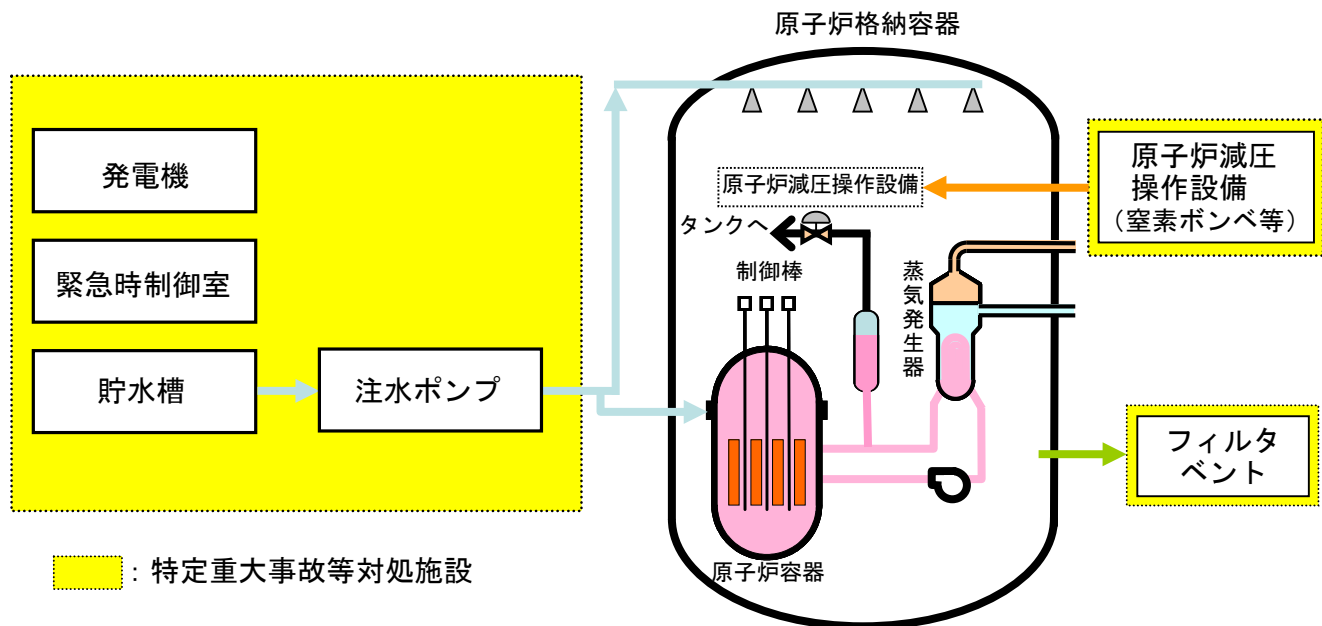 原子炉格納容器
発電機
緊急時制御室
貯水槽
注水ポンプ
原子炉減圧操作設備
タンクへ
制御棒
蒸気発生器
原子炉容器
原子炉減圧
操作設備
（窒素ボンベ等）
フィルタ
ベント
：特定重大事故等対処施設